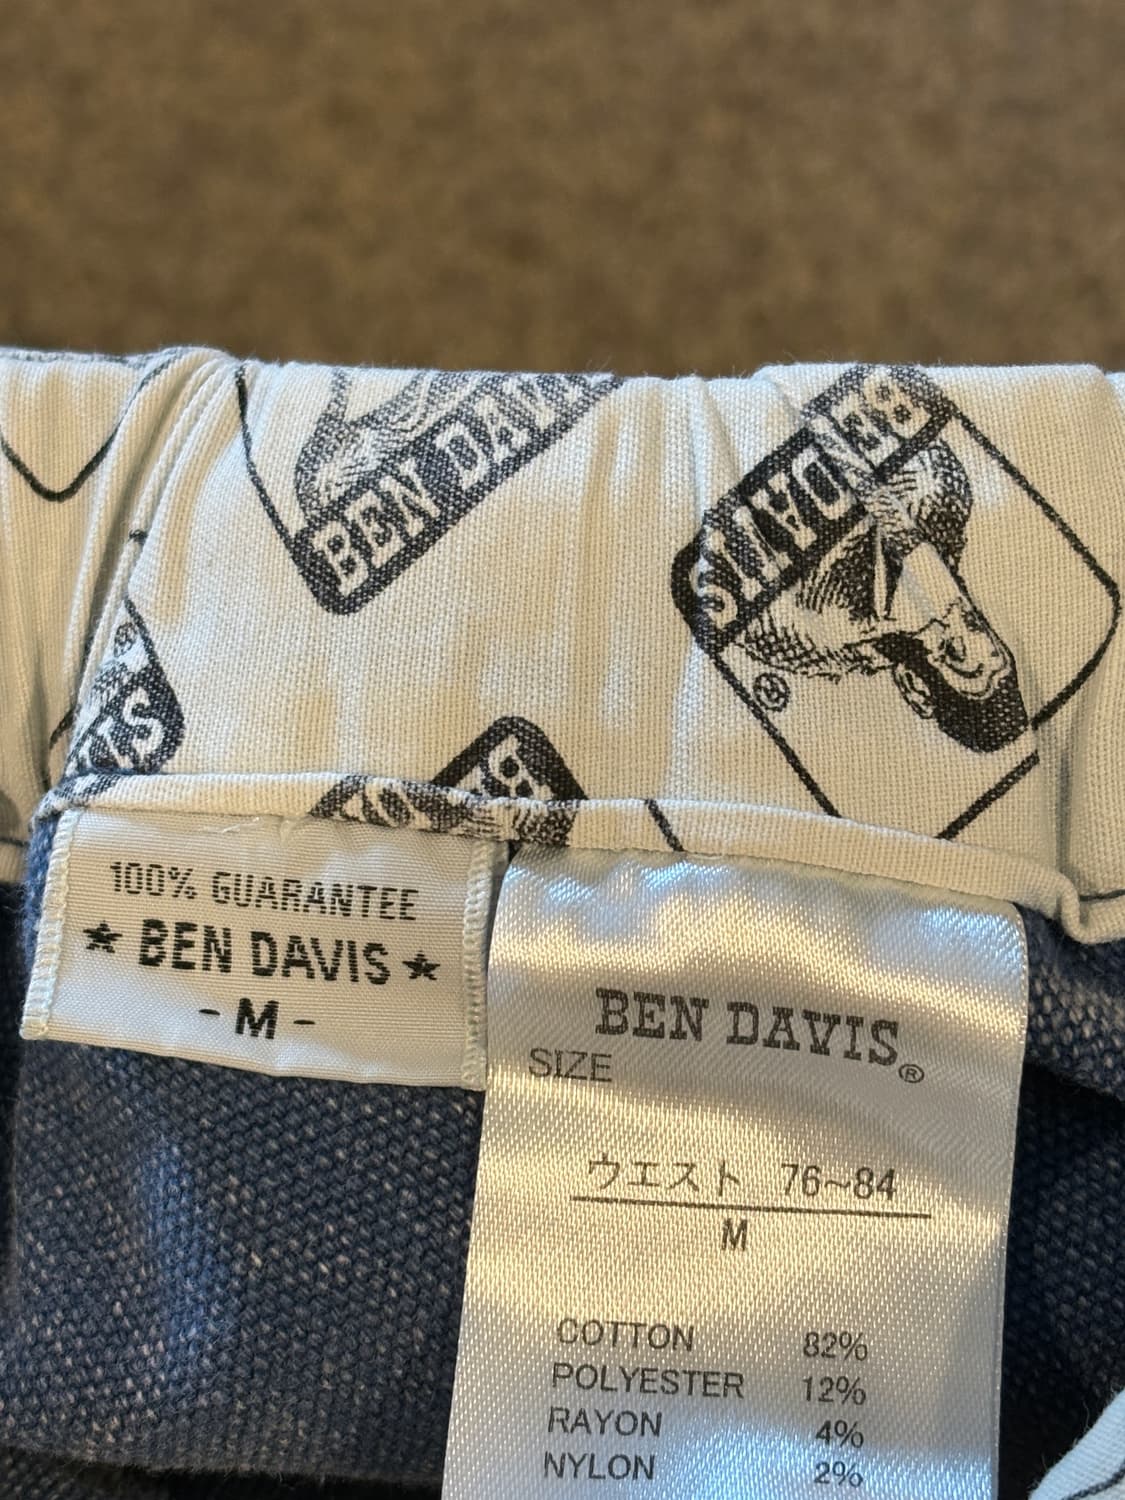 BEN DAVIS
BEN DAVIS
®
®
VIS
100% GUARANTEE
★ BEN DAVIS ★
- M -
BEN DAVIS®
SIZE
ウエスト 76~84
M
COTTON 82%
POLYESTER 12%
RAYON 4%
NYLON 2%